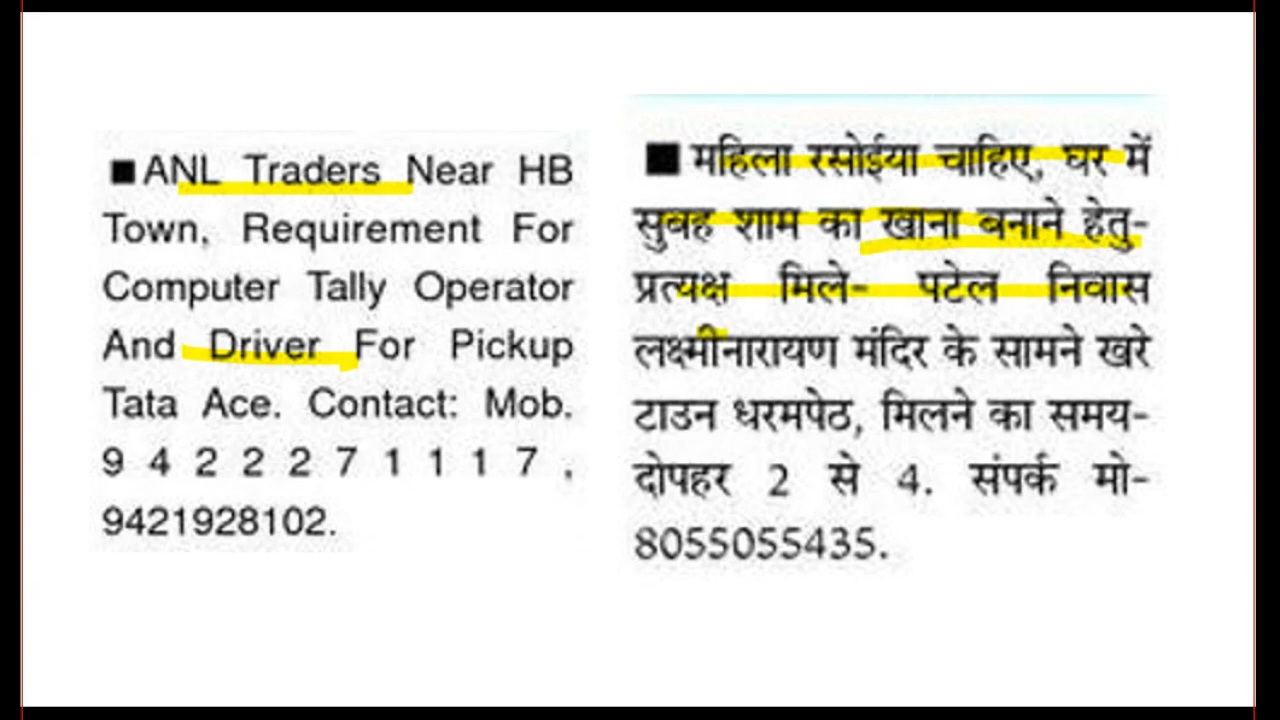 ■ ANL Traders Near HB
Town, Requirement For
Computer Tally Operator
And Driver For Pickup
Tata Ace. Contact: Mob.
9 4 2 2 2 7 1 1 1 7 ,
9421928102.
■ महिला रसोईया चाहिए, घर में
सुबह शाम का खाना बनाने हेतु-
प्रत्यक्ष मिले- पटेल निवास
लक्ष्मीनारायण मंदिर के सामने खरे
टाउन धरमपेठ, मिलने का समय-
दोपहर 2 से 4. संपर्क मो-
8055055435.